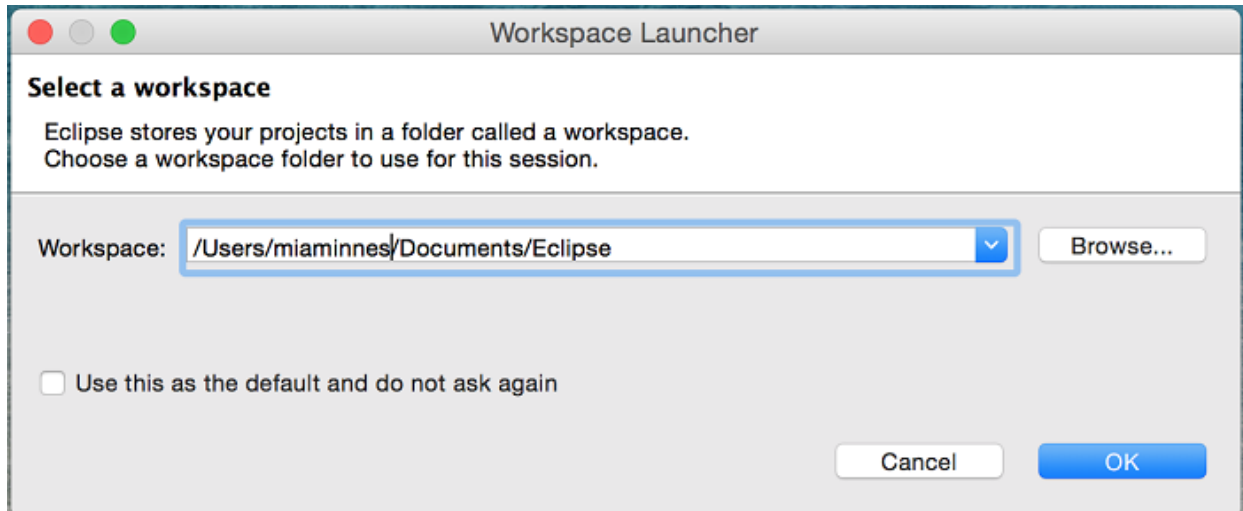 Workspace Launcher
Select a workspace
Eclipse stores your projects in a folder called a workspace.
Choose a workspace folder to use for this session.
Workspace: /Users/miaminnes/Documents/Eclipse Browse...
Use this as the default and do not ask again
Cancel OK